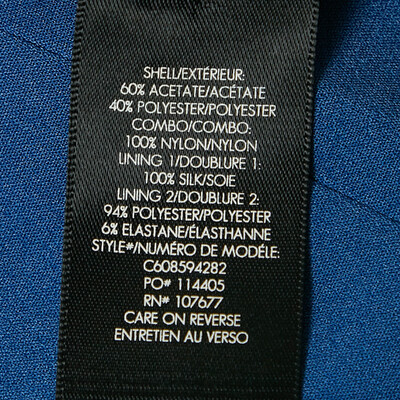 SHELL/EXTÉRIEUR:
60% ACETATE/ACÉTATE
40% POLYESTER/POLYESTER
COMBO/COMBO:
100% NYLON/NYLON
LINING 1/DOUBLURE 1:
100% SILK/SOIE
LINING 2/DOUBLURE 2:
94% POLYESTER/POLYESTER
6% ELASTANE/ÉLASTHANNE
STYLE#/NUMÉRO DE MODÉLE:
C608594282
PO# 114405
RN# 107677
CARE ON REVERSE
ENTRETIEN AU VERSO